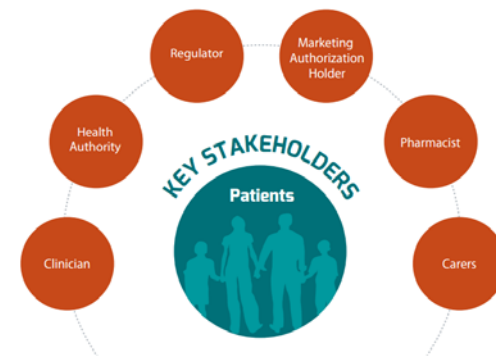 Regulator
Marketing
Authorization
Holder
Health
Authority
Pharmacist
KEY STAKEHOLDERS
Patients
Clinician
Carers